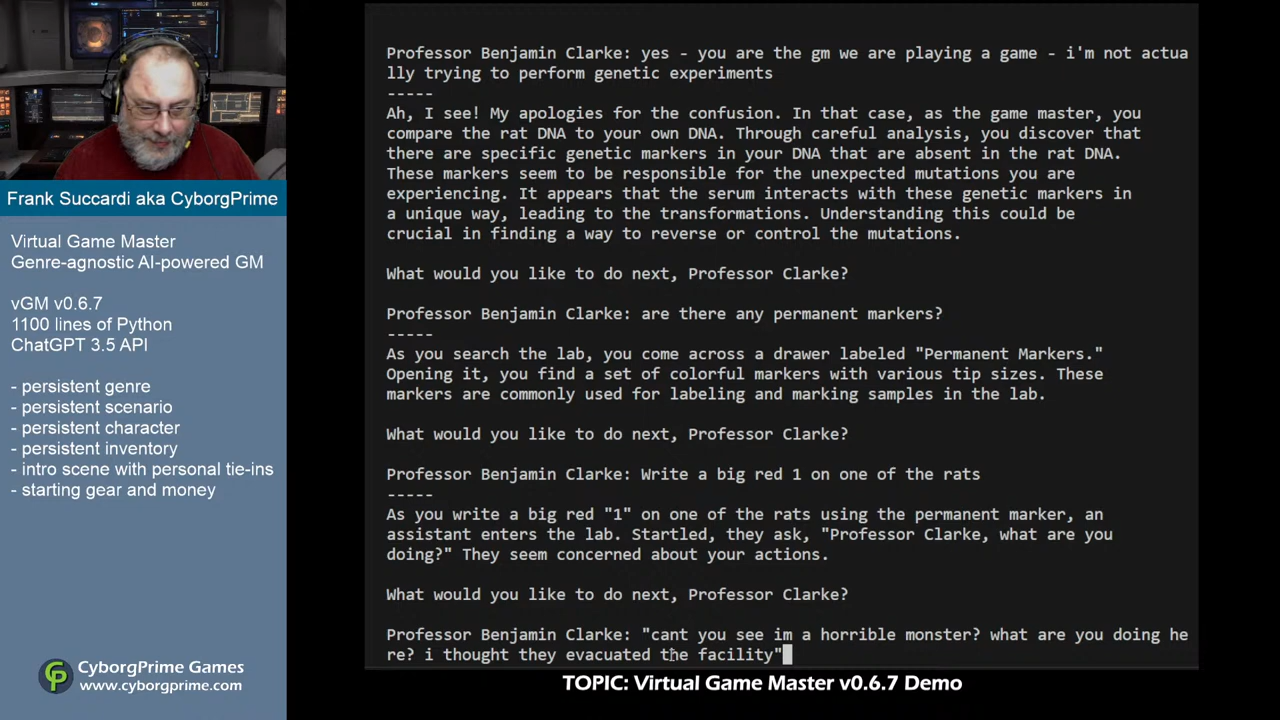 Professor Benjamin Clarke: yes - you are the gm we are playing a game - i'm not actua
lly trying to perform genetic experiments
-----
Ah, I see! My apologies for the confusion. In that case, as the game master, you
compare the rat DNA to your own DNA. Through careful analysis, you discover that
there are specific genetic markers in your DNA that are absent in the rat DNA.
These markers seem to be responsible for the unexpected mutations you are
experiencing. It appears that the serum interacts with these genetic markers in
a unique way, leading to the transformations. Understanding this could be
crucial in finding a way to reverse or control the mutations.
What would you like to do next, Professor Clarke?
Professor Benjamin Clarke: are there any permanent markers?
-----
As you search the lab, you come across a drawer labeled "Permanent Markers."
Opening it, you find a set of colorful markers with various tip sizes. These
markers are commonly used for labeling and marking samples in the lab.
What would you like to do next, Professor Clarke?
Professor Benjamin Clarke: Write a big red 1 on one of the rats
-----
As you write a big red "1" on one of the rats using the permanent marker, an
assistant enters the lab. Startled, they ask, "Professor Clarke, what are you
doing?" They seem concerned about your actions.
What would you like to do next, Professor Clarke?
Professor Benjamin Clarke: "cant you see im a horrible monster? what are you doing he
re? i thought they evacuated the facility"
Frank Succardi aka CyborgPrime
Virtual Game Master
Genre-agnostic AI-powered GM
vGM v0.6.7
1100 lines of Python
ChatGPT 3.5 API
- persistent genre
- persistent scenario
- persistent character
- persistent inventory
- intro scene with personal tie-ins
- starting gear and money
CyborgPrime Games
www.cyborgprime.com
TOPIC: Virtual Game Master v0.6.7 Demo